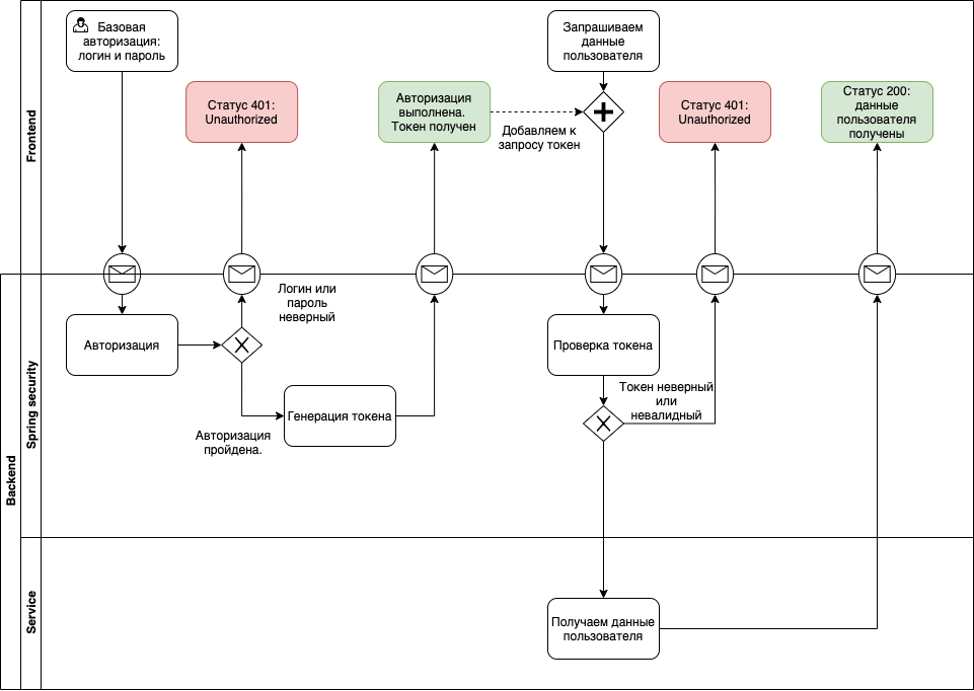 Базовая
авторизация:
логин и пароль
Запрашиваем
данные
пользователя
Статус 401:
Unauthorized
Авторизация
выполнена.
Токен получен
Добавляем к
запросу токен
Статус 401:
Unauthorized
Статус 200:
данные
пользователя
получены
Frontend
Логин или
пароль
неверный
Авторизация
Проверка токена
Токен неверный
или
невалидный
Генерация токена
Авторизация
пройдена.
Spring security
Backend
Получаем данные
пользователя
Service